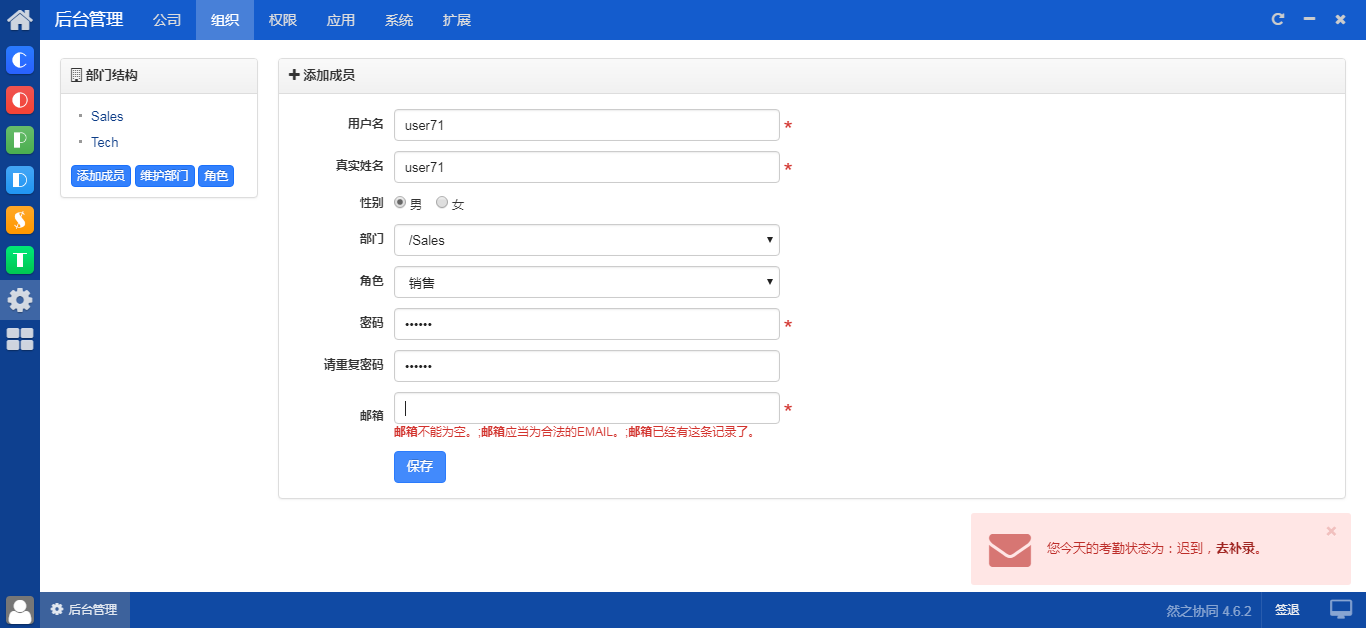 后台管理 公司 组织 权限 应用 系统 扩展
部门结构
Sales
Tech
添加成员 维护部门 角色
添加成员
用户名 user71 *
真实姓名 user71 *
性别 男 女
部门 /Sales
角色 销售
密码 •••••• *
请重复密码 ••••••
邮箱 *
邮箱不能为空。;邮箱应当为合法的EMAIL。;邮箱已经有这条记录了。
保存
您今天的考勤状态为：迟到，去补录。
后台管理 然之协同 4.6.2 签退